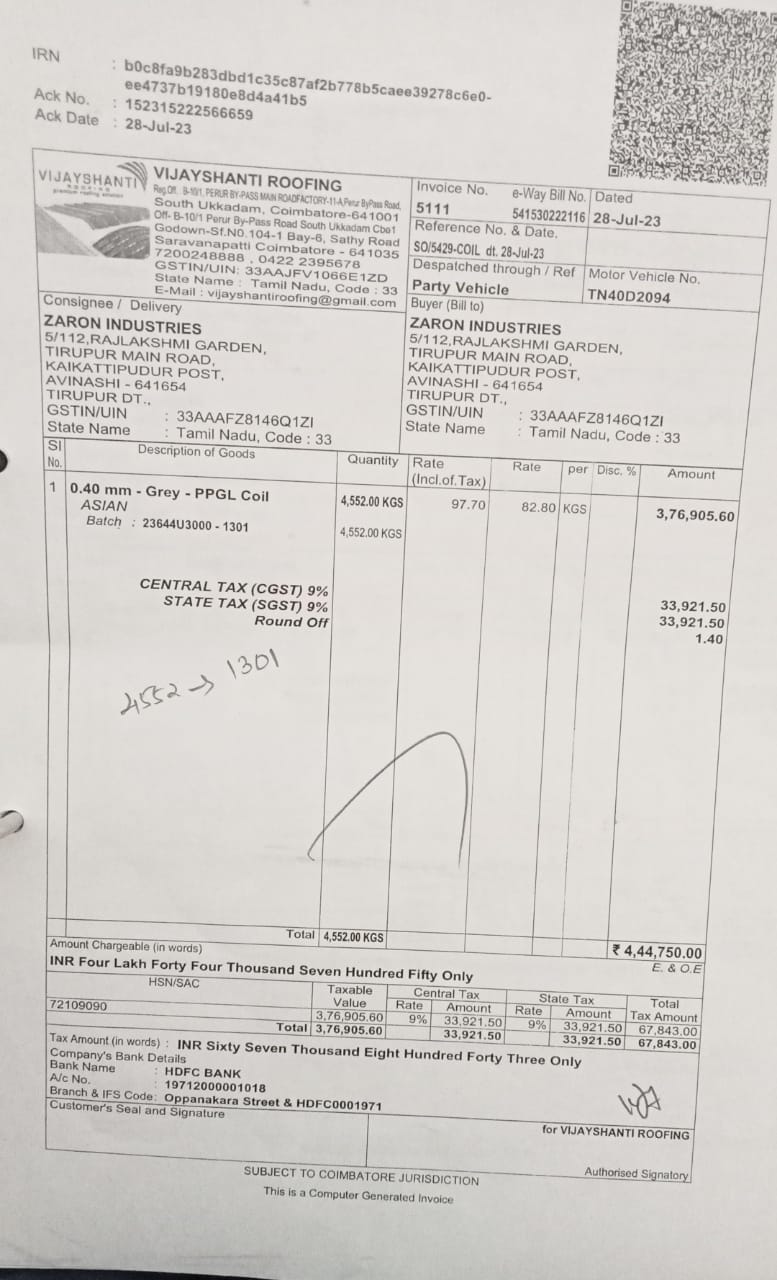 IRN : b0c8fa9b283dbd1c35c87af2b778b5caee39278c6e0-
ee4737b19180e8d4a41b5
Ack No. : 152315222566659
Ack Date : 28-Jul-23
VIJAYSHANTI
VIJAYSHANTI ROOFING
Reg.Off. B-10/1, PERUR BY-PASS MAIN ROADFACTORY-11-A,Perur ByPass Road,
South Ukkadam, Coimbatore-641001
Off- B-10/1 Perur By-Pass Road South Ukkadam Cbe1
Godown-Sf.N0.104-1 Bay-6, Sathy Road
Saravanapatti Coimbatore - 641035
7200248888 , 0422 2395678
GSTIN/UIN: 33AAJFV1066E1ZD
State Name : Tamil Nadu, Code : 33
E-Mail : vijayshantiroofing@gmail.com
Invoice No. e-Way Bill No. Dated
5111 541530222116 28-Jul-23
Reference No. & Date.
SO/5429-COIL dt. 28-Jul-23
Despatched through / Ref Motor Vehicle No.
Party Vehicle TN40D2094
Consignee / Delivery
ZARON INDUSTRIES
5/112,RAJLAKSHMI GARDEN,
TIRUPUR MAIN ROAD,
KAIKATTIPUDUR POST,
AVINASHI - 641654
TIRUPUR DT.,
GSTIN/UIN : 33AAAFZ8146Q1ZI
State Name : Tamil Nadu, Code : 33
Buyer (Bill to)
ZARON INDUSTRIES
5/112,RAJLAKSHMI GARDEN,
TIRUPUR MAIN ROAD,
KAIKATTIPUDUR POST,
AVINASHI - 641654
TIRUPUR DT.,
GSTIN/UIN : 33AAAFZ8146Q1ZI
State Name : Tamil Nadu, Code : 33
Sl No. Description of Goods Quantity Rate (Incl.of.Tax) Rate per Disc. % Amount
1 0.40 mm - Grey - PPGL Coil 4,552.00 KGS 97.70 82.80 KGS 3,76,905.60
ASIAN
Batch : 23644U3000 - 1301 4,552.00 KGS
CENTRAL TAX (CGST) 9% 33,921.50
STATE TAX (SGST) 9% 33,921.50
Round Off 1.40
4552 → 1301
Total 4,552.00 KGS ₹ 4,44,750.00
Amount Chargeable (in words) E. & O.E
INR Four Lakh Forty Four Thousand Seven Hundred Fifty Only
HSN/SAC Taxable Value Central Tax Rate Amount State Tax Rate Amount Total Tax Amount
72109090 3,76,905.60 9% 33,921.50 9% 33,921.50 67,843.00
Total 3,76,905.60 33,921.50 33,921.50 67,843.00
Tax Amount (in words) : INR Sixty Seven Thousand Eight Hundred Forty Three Only
Company's Bank Details
Bank Name : HDFC BANK
A/c No. : 19712000001018
Branch & IFS Code: Oppanakara Street & HDFC0001971
Customer's Seal and Signature
for VIJAYSHANTI ROOFING
Authorised Signatory
SUBJECT TO COIMBATORE JURISDICTION
This is a Computer Generated Invoice